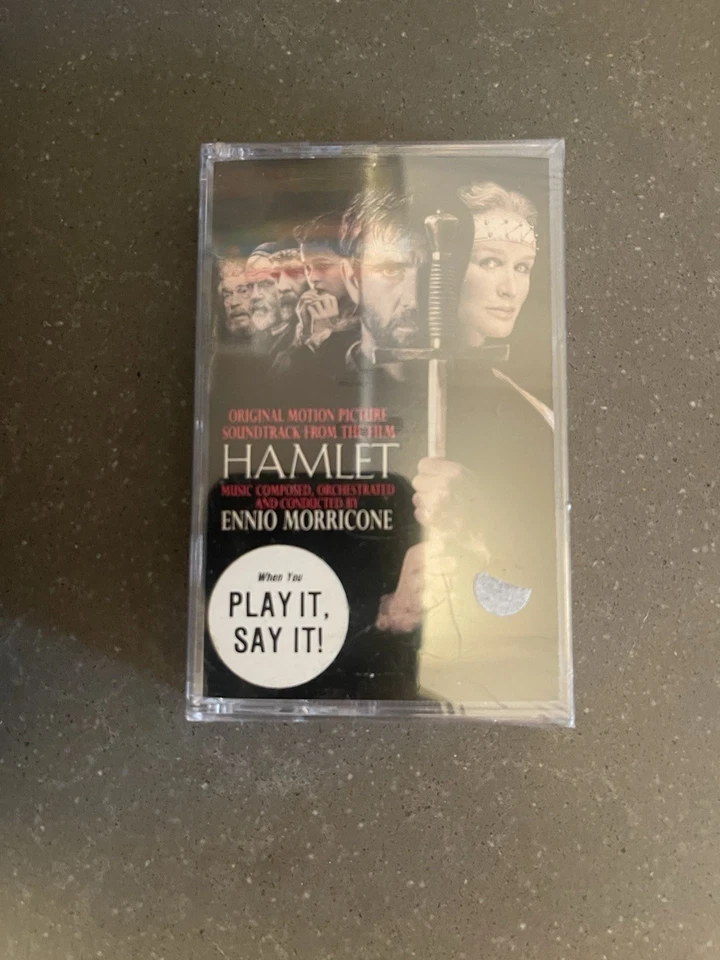 ORIGINAL MOTION PICTURE
SOUNDTRACK FROM THE FILM
HAMLET
MUSIC COMPOSED, ORCHESTRATED
AND CONDUCTED BY
ENNIO MORRICONE
When You
PLAY IT,
SAY IT!